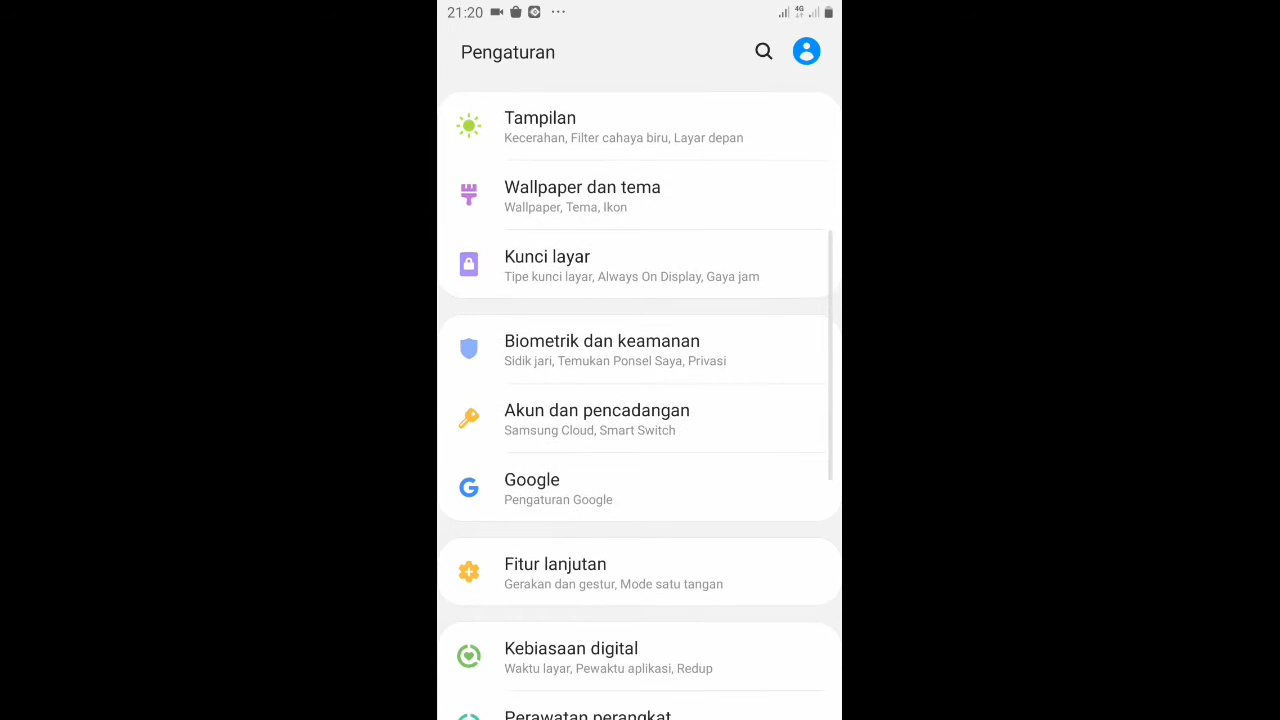 21:20
4G
Pengaturan
Tampilan
Kecerahan, Filter cahaya biru, Layar depan
Wallpaper dan tema
Wallpaper, Tema, Ikon
Kunci layar
Tipe kunci layar, Always On Display, Gaya jam
Biometrik dan keamanan
Sidik jari, Temukan Ponsel Saya, Privasi
Akun dan pencadangan
Samsung Cloud, Smart Switch
Google
Pengaturan Google
Fitur lanjutan
Gerakan dan gestur, Mode satu tangan
Kebiasaan digital
Waktu layar, Pewaktu aplikasi, Redup
Perawatan perangkat